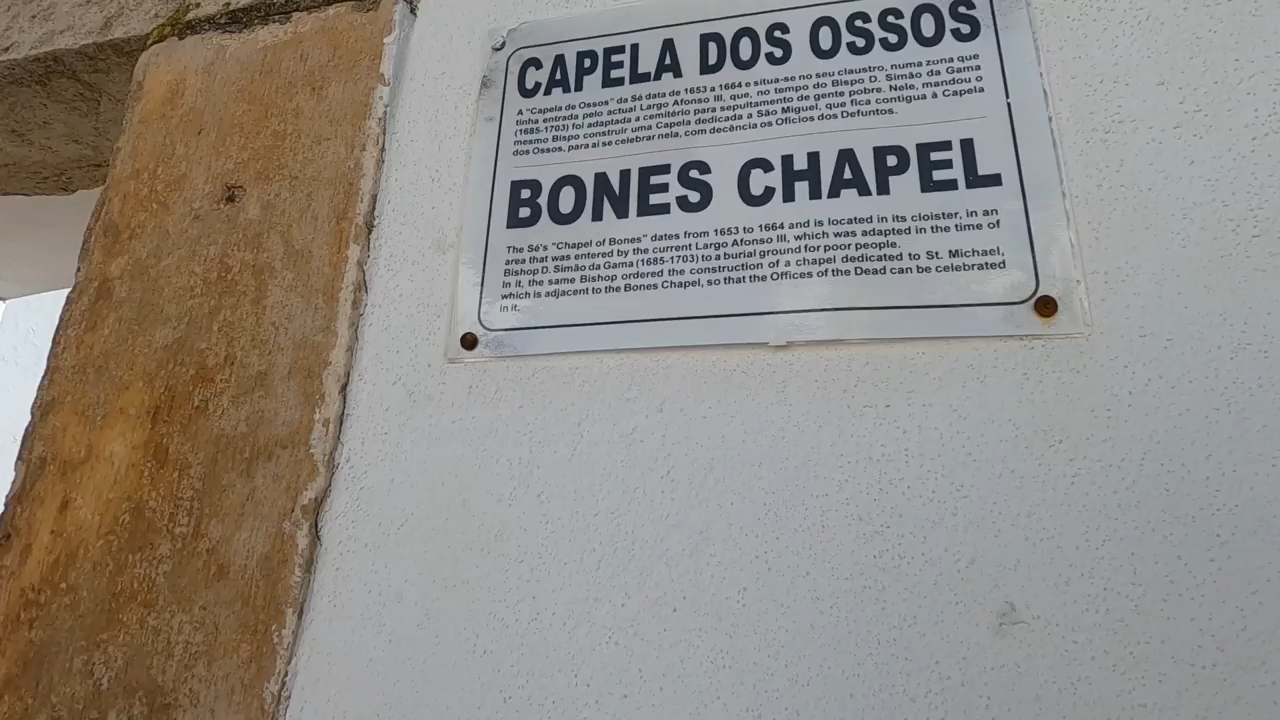 CAPELA DOS OSSOS
A "Capela de Ossos" da Sé data de 1653 a 1664 e situa-se no seu claustro, numa zona que
tinha entrada pelo actual Largo Afonso III, que, no tempo do Bispo D. Simão da Gama
(1685-1703) foi adaptada a cemitério para sepultamento de gente pobre. Nele, mandou o
mesmo Bispo construir uma Capela dedicada a São Miguel, que fica contigua à Capela
dos Ossos, para aí se celebrar nela, com decência os Ofícios dos Defuntos.
BONES CHAPEL
The Sé's "Chapel of Bones" dates from 1653 to 1664 and is located in its cloister, in an
area that was entered by the current Largo Afonso III, which was adapted in the time of
Bishop D. Simão da Gama (1685-1703) to a burial ground for poor people.
In it, the same Bishop ordered the construction of a chapel dedicated to St. Michael,
which is adjacent to the Bones Chapel, so that the Offices of the Dead can be celebrated
in it.